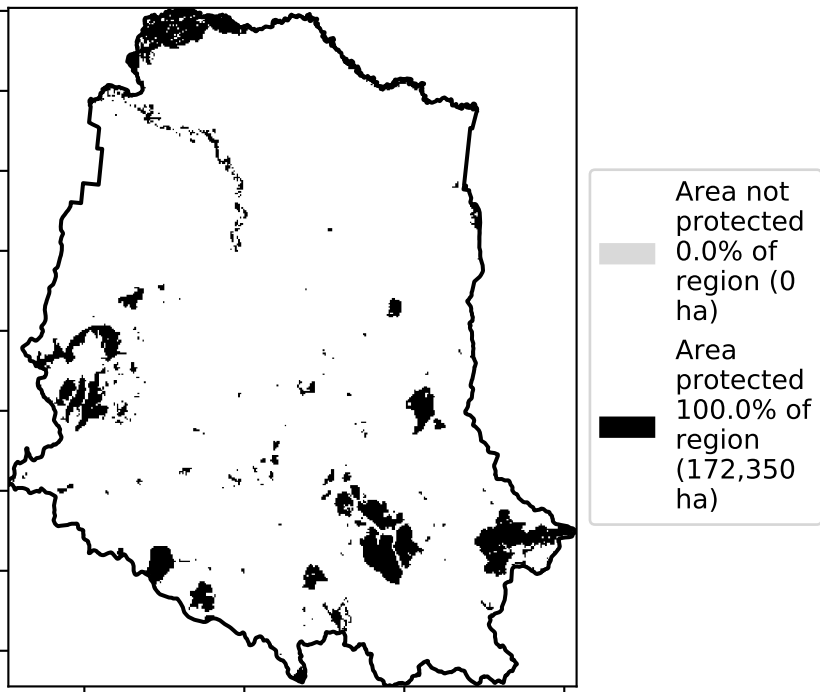 Area not
protected
0.0% of
region (0
ha)
Area
protected
100.0% of
region
(172,350
ha)